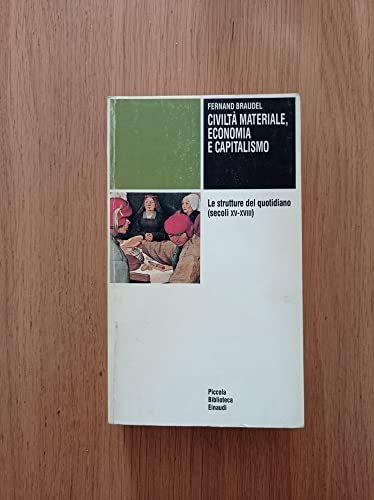 FERNAND BRAUDEL
CIVILTÀ MATERIALE,
ECONOMIA
E CAPITALISMO
Le strutture del quotidiano
(secoli XV-XVIII)
Piccola
Biblioteca
Einaudi